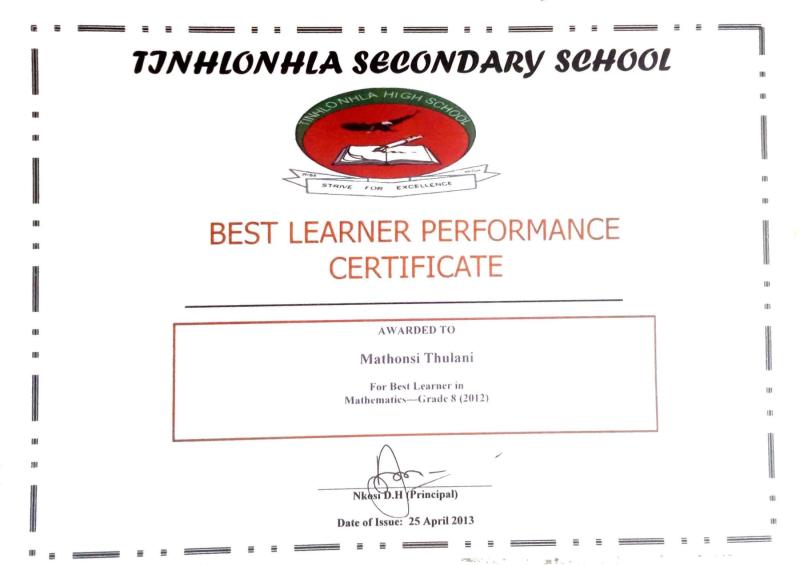 TINHLONHLA SECONDARY SCHOOL
TINHLONHLA HIGH SCHOOL
STRIVE FOR EXCELLENCE
BEST LEARNER PERFORMANCE
CERTIFICATE
AWARDED TO
Mathonsi Thulani
For Best Learner in
Mathematics—Grade 8 (2012)
Nkosi D.H (Principal)
Date of Issue: 25 April 2013